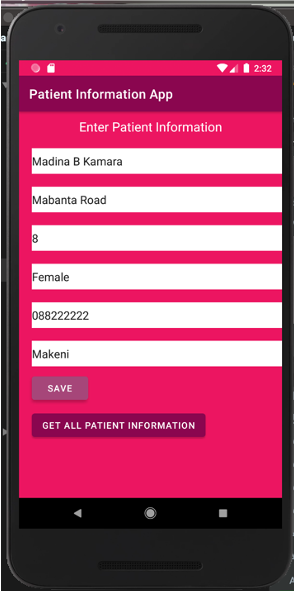 2:32
Patient Information App
Enter Patient Information
Madina B Kamara
Mabanta Road
8
Female
088222222
Makeni
SAVE
GET ALL PATIENT INFORMATION